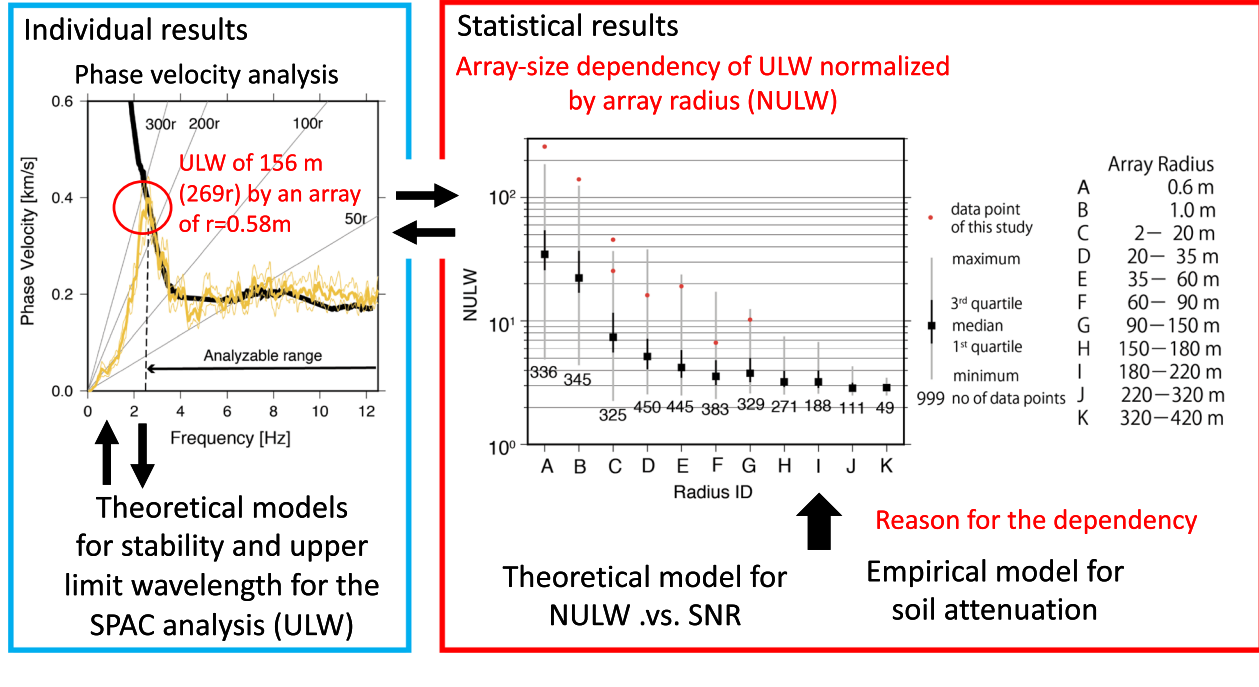 Individual results
Phase velocity analysis
0.6
0.4
0.2
0.0
Phase Velocity [km/s]
300r
200r
100r
50r
ULW of 156 m
(269r) by an array
of r=0.58m
Analyzable range
0 2 4 6 8 10 12
Frequency [Hz]
Theoretical models
for stability and upper
limit wavelength for the
SPAC analysis (ULW)
Statistical results
Array-size dependency of ULW normalized
by array radius (NULW)
10²
10¹
10⁰
NULW
336 345 325 450 445 383 329 271 188 111 49
A B C D E F G H I J K
Radius ID
data point
of this study
maximum
3rd quartile
median
1st quartile
minimum
999 no of data points
Array Radius
A 0.6 m
B 1.0 m
C 2— 20 m
D 20— 35 m
E 35— 60 m
F 60— 90 m
G 90—150 m
H 150—180 m
I 180—220 m
J 220—320 m
K 320—420 m
Reason for the dependency
Theoretical model for
NULW .vs. SNR
Empirical model for
soil attenuation